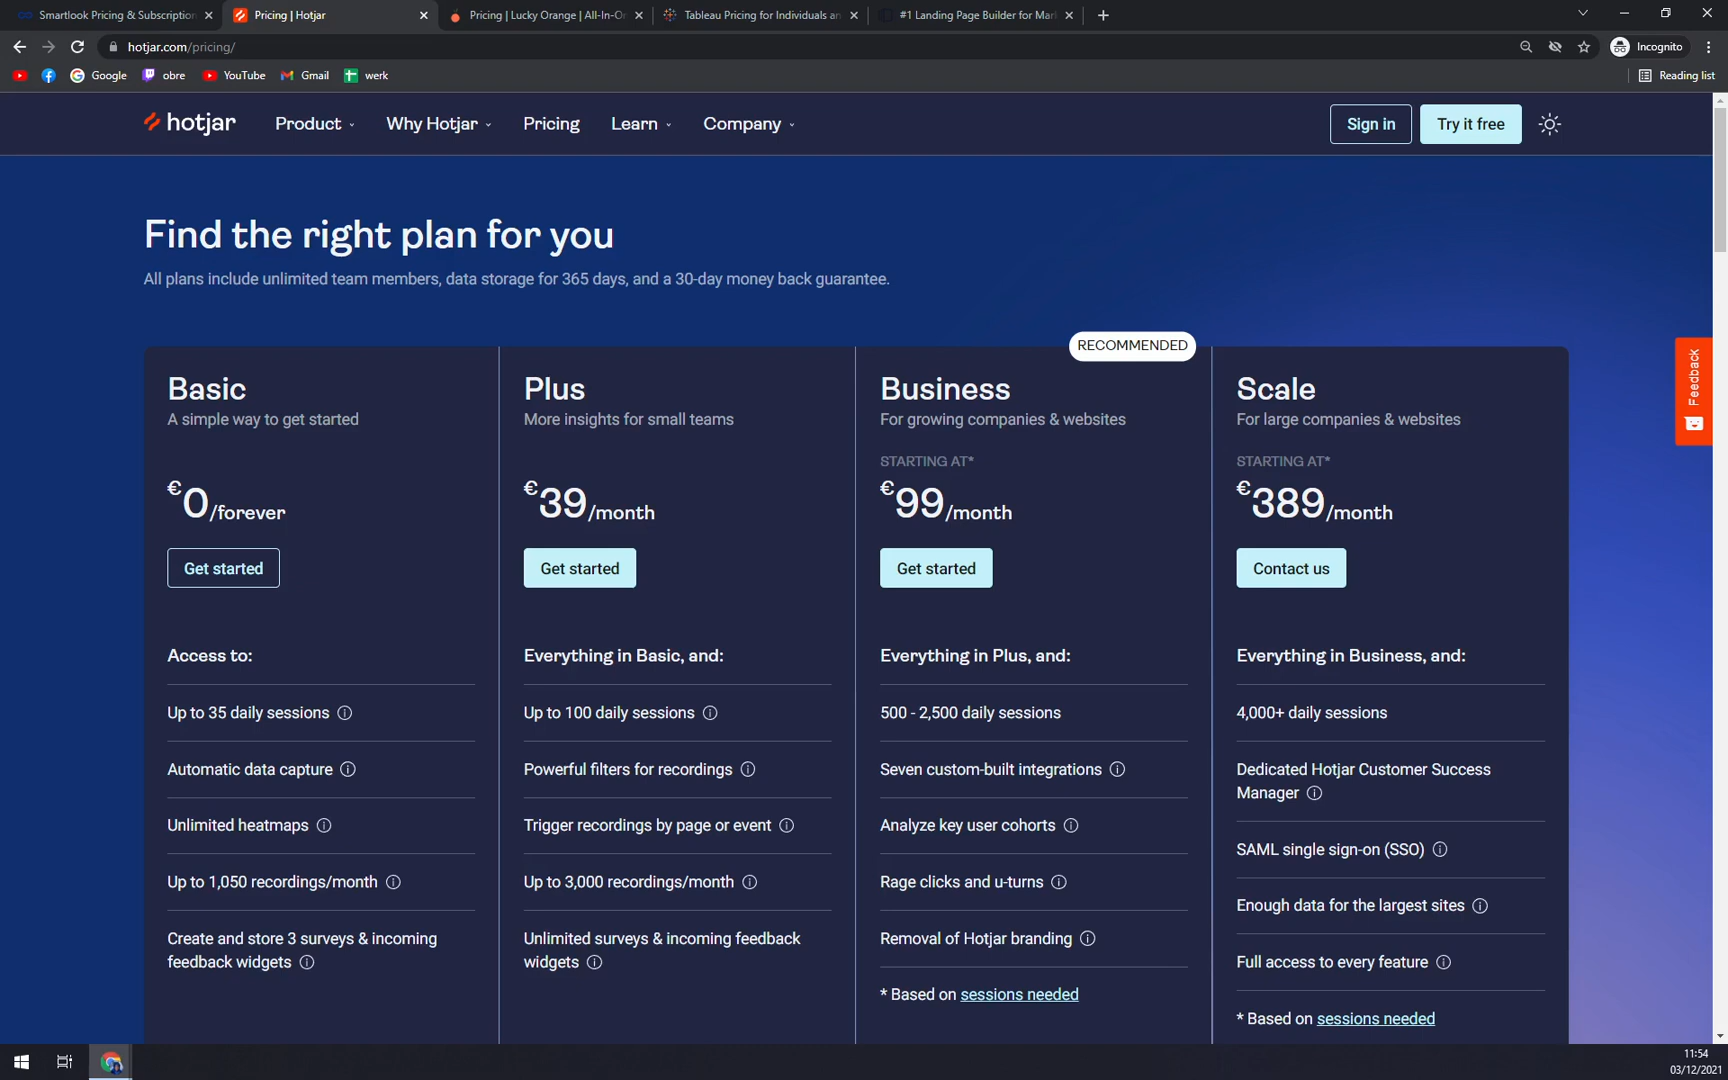 Smartlook Pricing & Subscription
Pricing | Hotjar
Pricing | Lucky Orange | All-In-O
Tableau Pricing for Individuals an
#1 Landing Page Builder for Mark
hotjar.com/pricing/
Incognito
Google
obre
YouTube
Gmail
werk
Reading list
hotjar
Product
Why Hotjar
Pricing
Learn
Company
Sign in
Try it free
Find the right plan for you
All plans include unlimited team members, data storage for 365 days, and a 30-day money back guarantee.
Feedback
Basic
A simple way to get started
€0/forever
Get started
Access to:
Up to 35 daily sessions
Automatic data capture
Unlimited heatmaps
Up to 1,050 recordings/month
Create and store 3 surveys & incoming
feedback widgets
Plus
More insights for small teams
€39/month
Get started
Everything in Basic, and:
Up to 100 daily sessions
Powerful filters for recordings
Trigger recordings by page or event
Up to 3,000 recordings/month
Unlimited surveys & incoming feedback
widgets
RECOMMENDED
Business
For growing companies & websites
STARTING AT*
€99/month
Get started
Everything in Plus, and:
500 - 2,500 daily sessions
Seven custom-built integrations
Analyze key user cohorts
Rage clicks and u-turns
Removal of Hotjar branding
* Based on sessions needed
Scale
For large companies & websites
STARTING AT*
€389/month
Contact us
Everything in Business, and:
4,000+ daily sessions
Dedicated Hotjar Customer Success
Manager
SAML single sign-on (SSO)
Enough data for the largest sites
Full access to every feature
* Based on sessions needed
11:54
03/12/2021